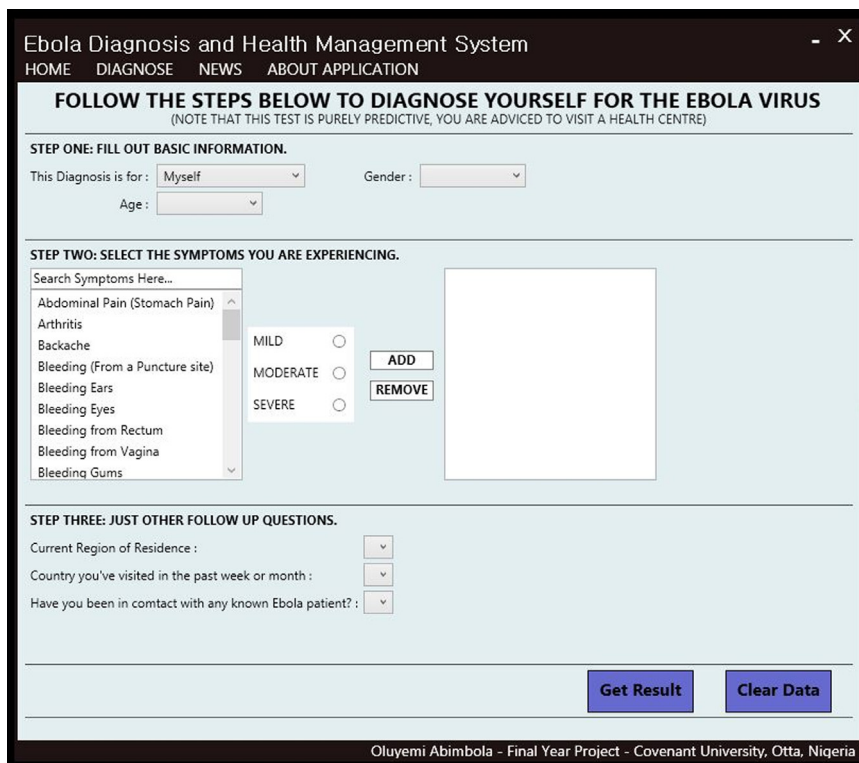 Ebola Diagnosis and Health Management System
HOME DIAGNOSE NEWS ABOUT APPLICATION
FOLLOW THE STEPS BELOW TO DIAGNOSE YOURSELF FOR THE EBOLA VIRUS
(NOTE THAT THIS TEST IS PURELY PREDICTIVE, YOU ARE ADVICED TO VISIT A HEALTH CENTRE)
STEP ONE: FILL OUT BASIC INFORMATION.
This Diagnosis is for : Myself Gender :
Age :
STEP TWO: SELECT THE SYMPTOMS YOU ARE EXPERIENCING.
Search Symptoms Here...
Abdominal Pain (Stomach Pain)
Arthritis
Backache
Bleeding (From a Puncture site)
Bleeding Ears
Bleeding Eyes
Bleeding from Rectum
Bleeding from Vagina
Bleeding Gums
MILD
MODERATE
SEVERE
ADD
REMOVE
STEP THREE: JUST OTHER FOLLOW UP QUESTIONS.
Current Region of Residence :
Country you've visited in the past week or month :
Have you been in comtact with any known Ebola patient? :
Get Result Clear Data
Oluyemi Abimbola - Final Year Project - Covenant University, Otta, Nigeria